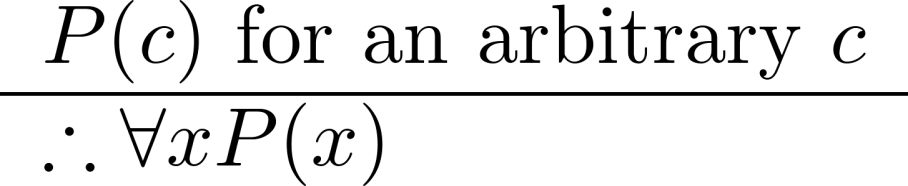 P(c) for an arbitrary c
∴ ∀xP(x)